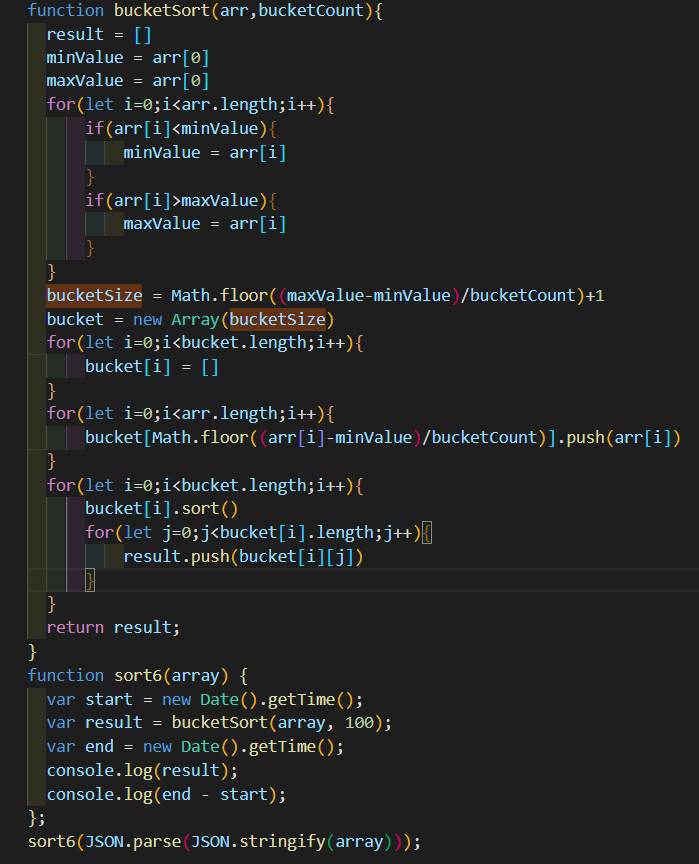 function bucketSort(arr,bucketCount){
result = []
minValue = arr[0]
maxValue = arr[0]
for(let i=0;i<arr.length;i++){
if(arr[i]<minValue){
minValue = arr[i]
}
if(arr[i]>maxValue){
maxValue = arr[i]
}
}
bucketSize = Math.floor((maxValue-minValue)/bucketCount)+1
bucket = new Array(bucketSize)
for(let i=0;i<bucket.length;i++){
bucket[i] = []
}
for(let i=0;i<arr.length;i++){
bucket[Math.floor((arr[i]-minValue)/bucketCount)].push(arr[i])
}
for(let i=0;i<bucket.length;i++){
bucket[i].sort()
for(let j=0;j<bucket[i].length;j++){
result.push(bucket[i][j])
}
}
return result;
}
function sort6(array) {
var start = new Date().getTime();
var result = bucketSort(array, 100);
var end = new Date().getTime();
console.log(result);
console.log(end - start);
};
sort6(JSON.parse(JSON.stringify(array)));